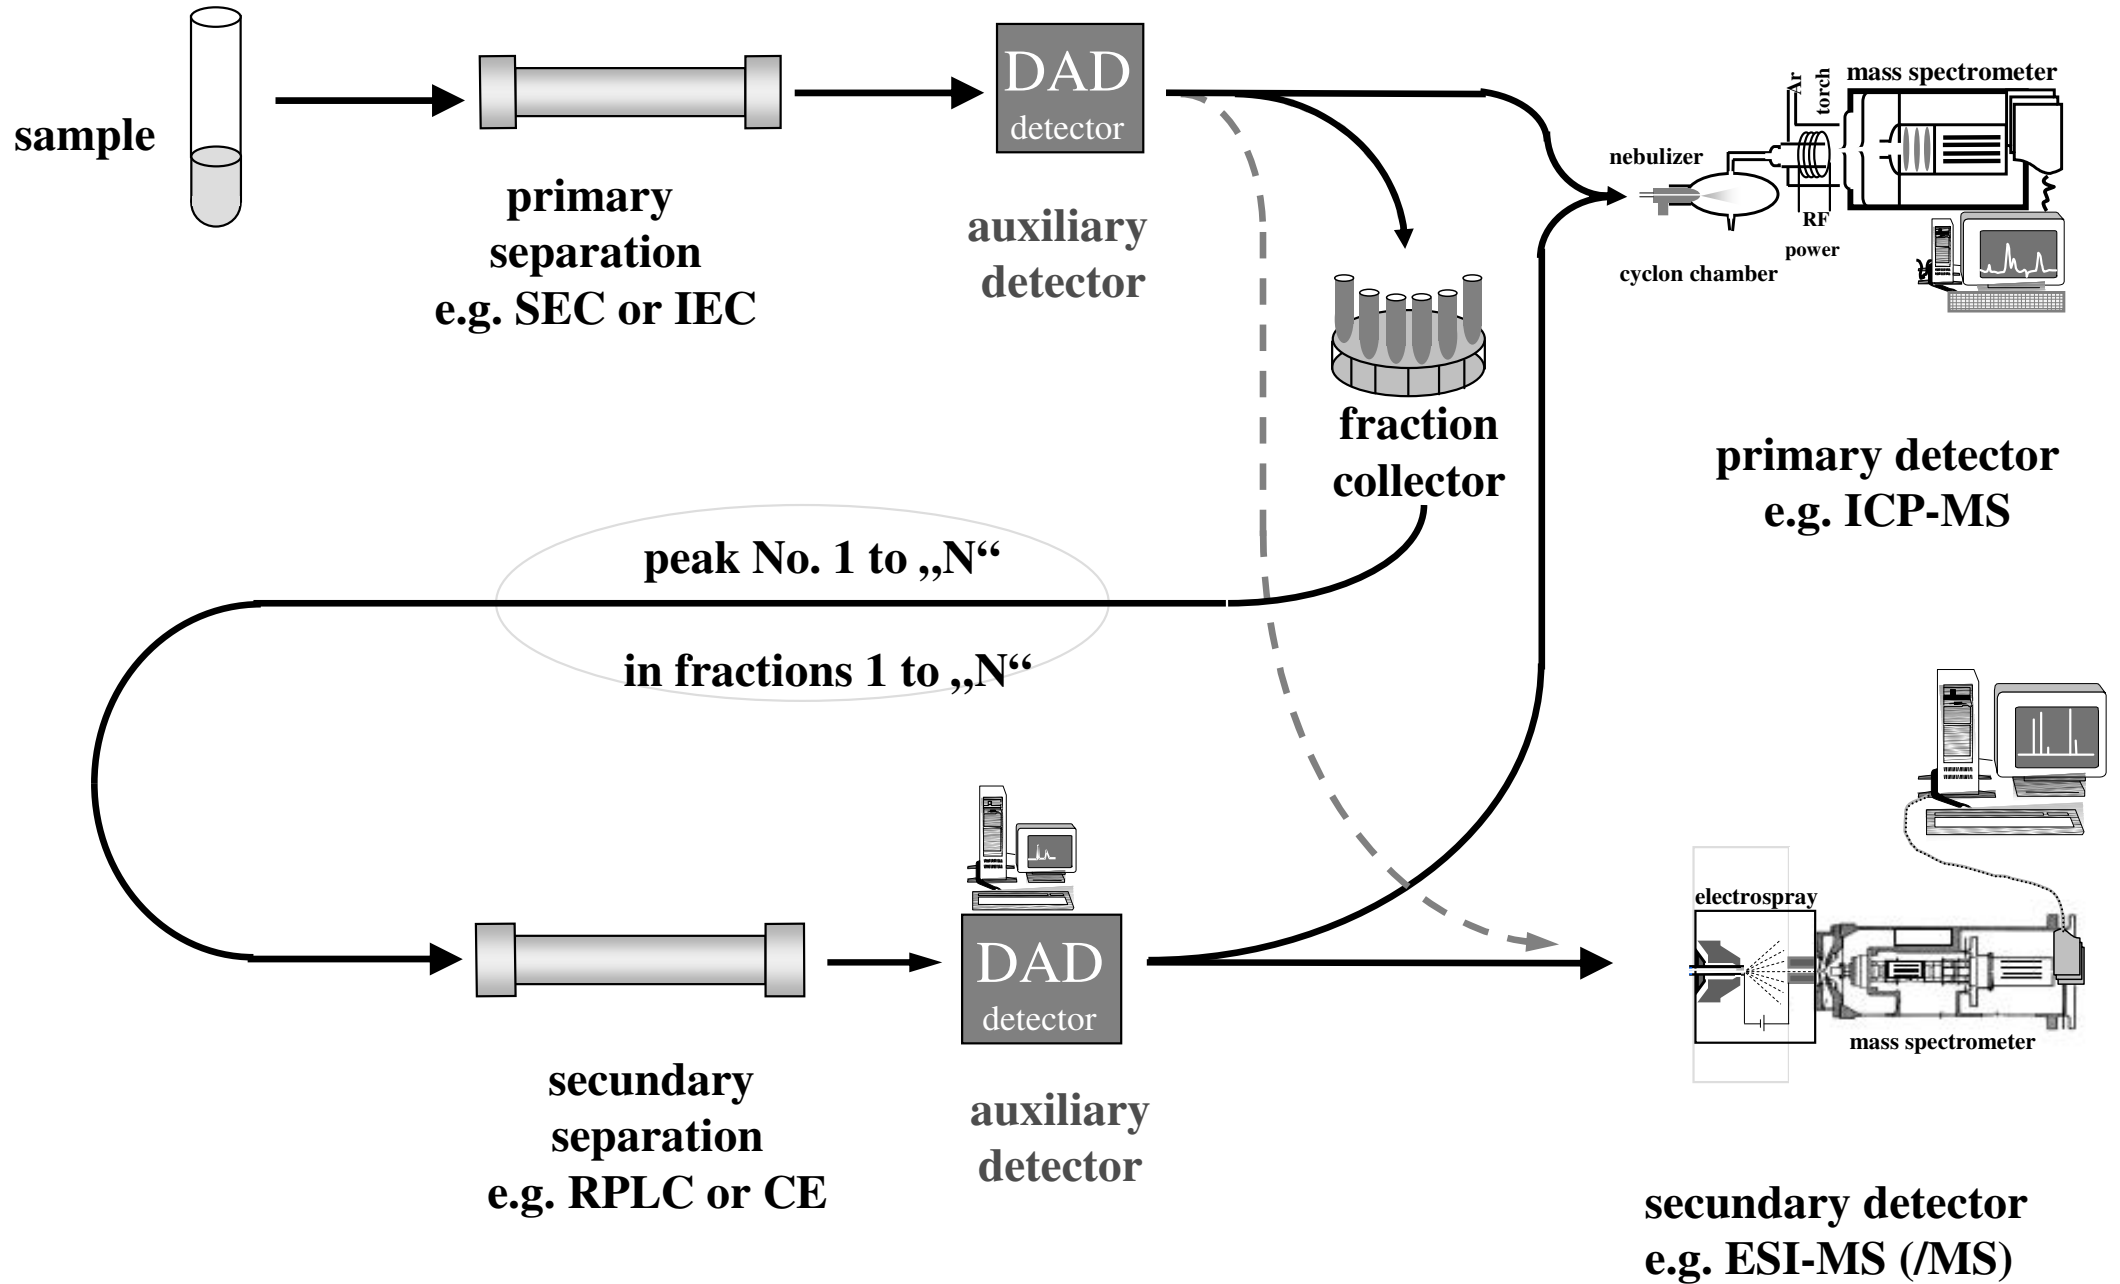 sample
primary
separation
e.g. SEC or IEC
DAD
detector
auxiliary
detector
fraction
collector
nebulizer
cyclon chamber
Ar
torch
RF
power
mass spectrometer
primary detector
e.g. ICP-MS
peak No. 1 to „N“
in fractions 1 to „N“
secundary
separation
e.g. RPLC or CE
DAD
detector
auxiliary
detector
electrospray
mass spectrometer
secundary detector
e.g. ESI-MS (/MS)